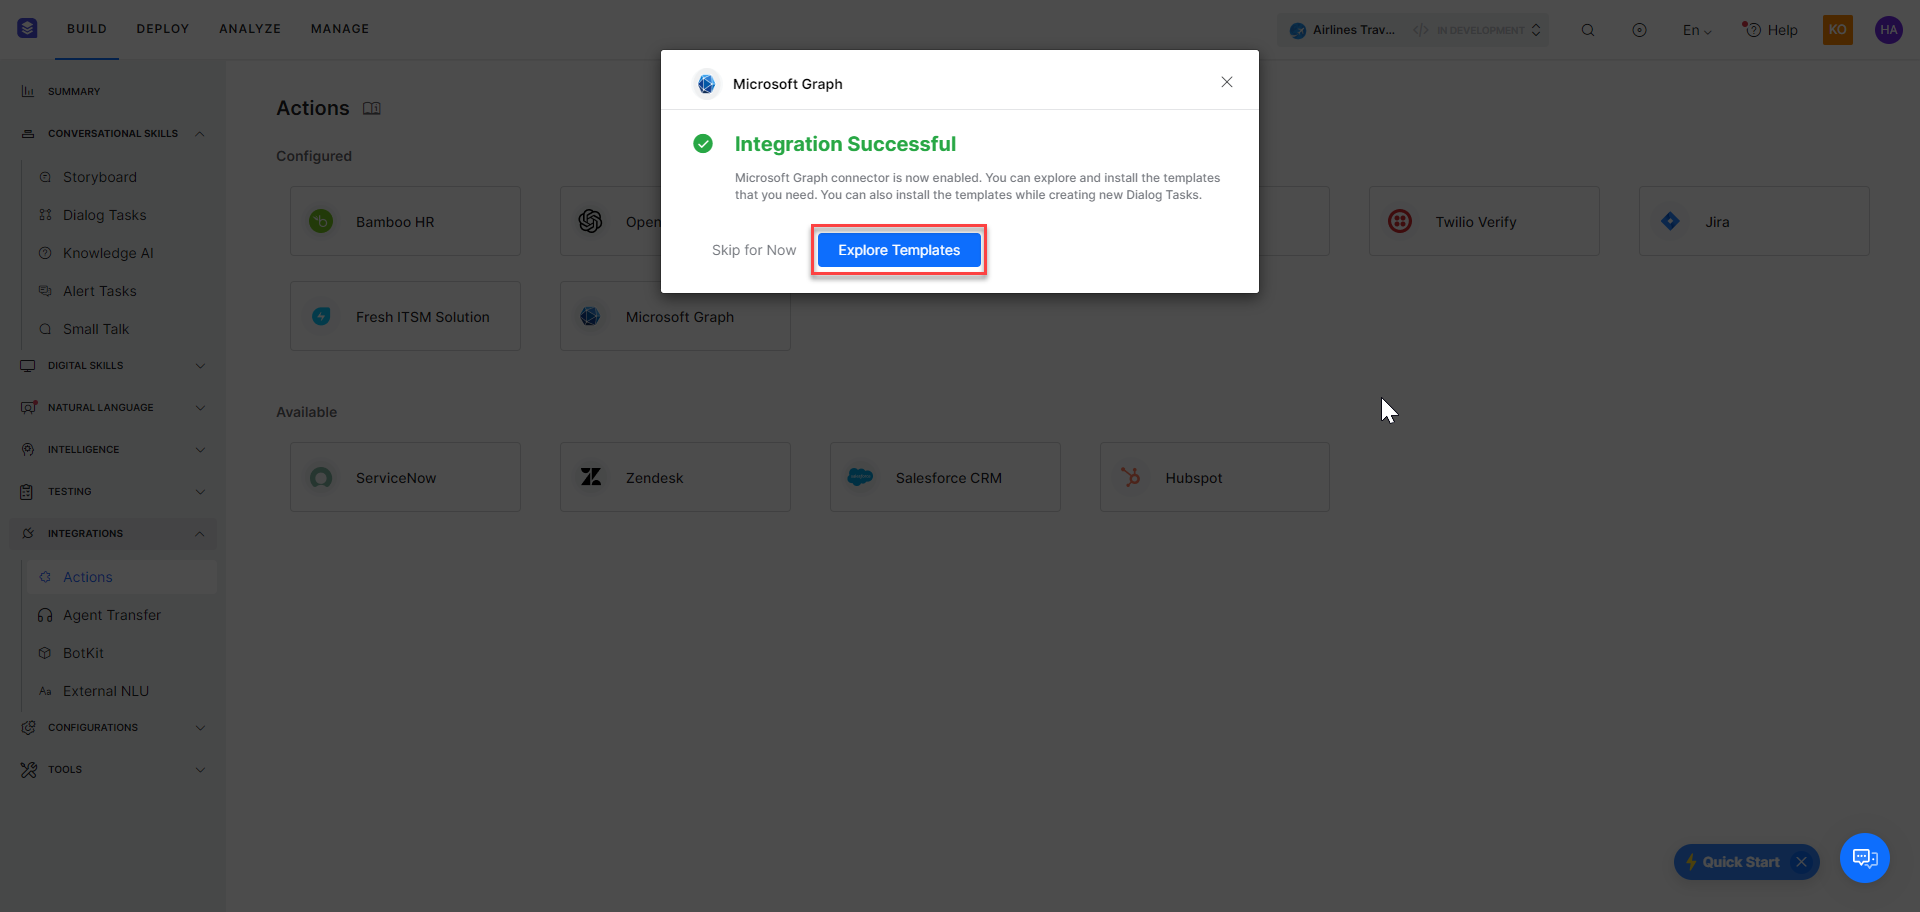 BUILD DEPLOY ANALYZE MANAGE
Airlines Trav... </> IN DEVELOPMENT En Help KO HA
SUMMARY
CONVERSATIONAL SKILLS
Storyboard
Dialog Tasks
Knowledge AI
Alert Tasks
Small Talk
DIGITAL SKILLS
NATURAL LANGUAGE
INTELLIGENCE
TESTING
INTEGRATIONS
Actions
Agent Transfer
BotKit
Aa External NLU
CONFIGURATIONS
TOOLS
Actions
Configured
Bamboo HR
Open
Twilio Verify
Jira
Fresh ITSM Solution
Microsoft Graph
Available
ServiceNow
Zendesk
Salesforce CRM
Hubspot
Microsoft Graph
Integration Successful
Microsoft Graph connector is now enabled. You can explore and install the templates
that you need. You can also install the templates while creating new Dialog Tasks.
Skip for Now
Explore Templates
Quick Start